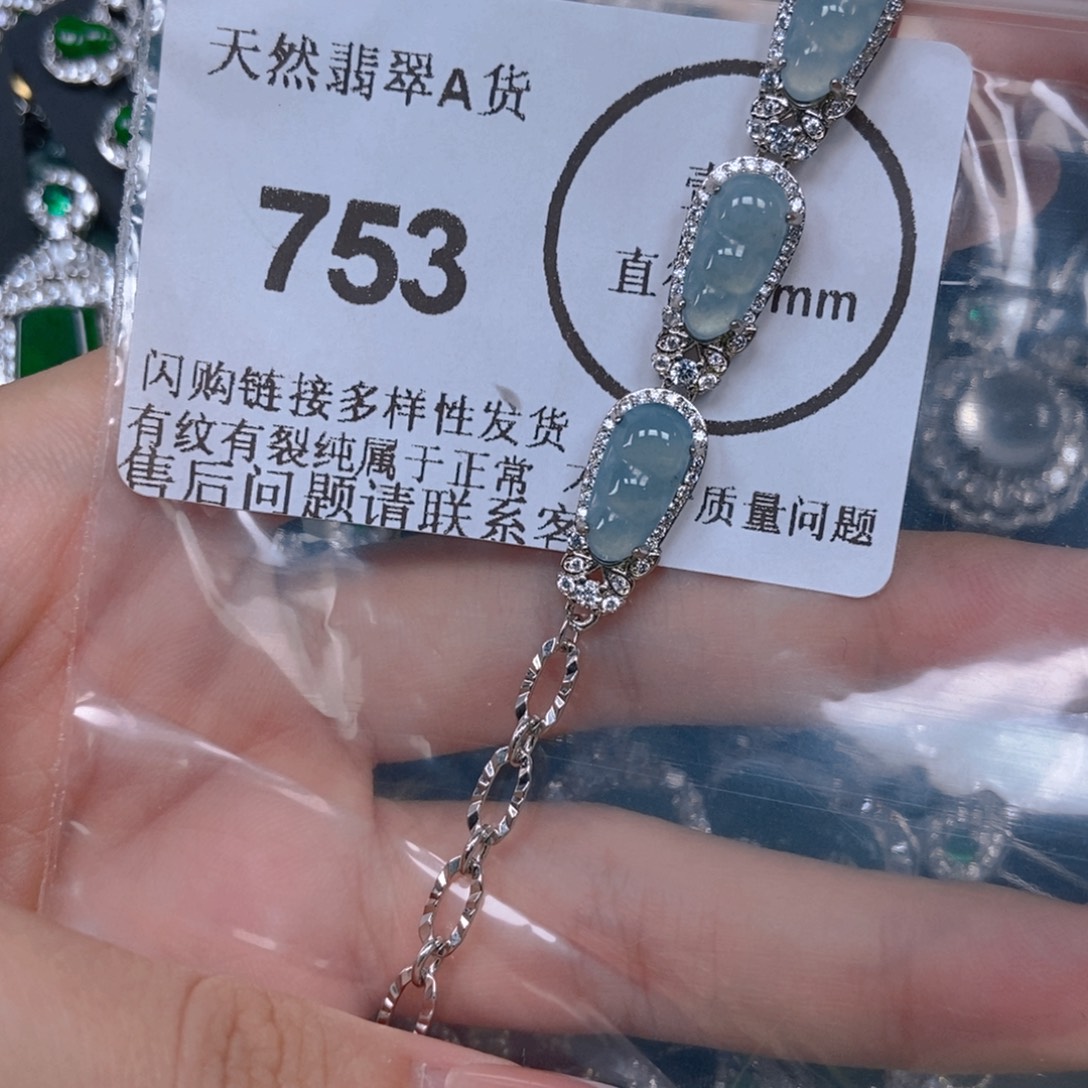 天然翡翠A货
753
直 mm
闪购链接多样性发货
有纹有裂纯属于正常 质量问题
售后问题请联系客